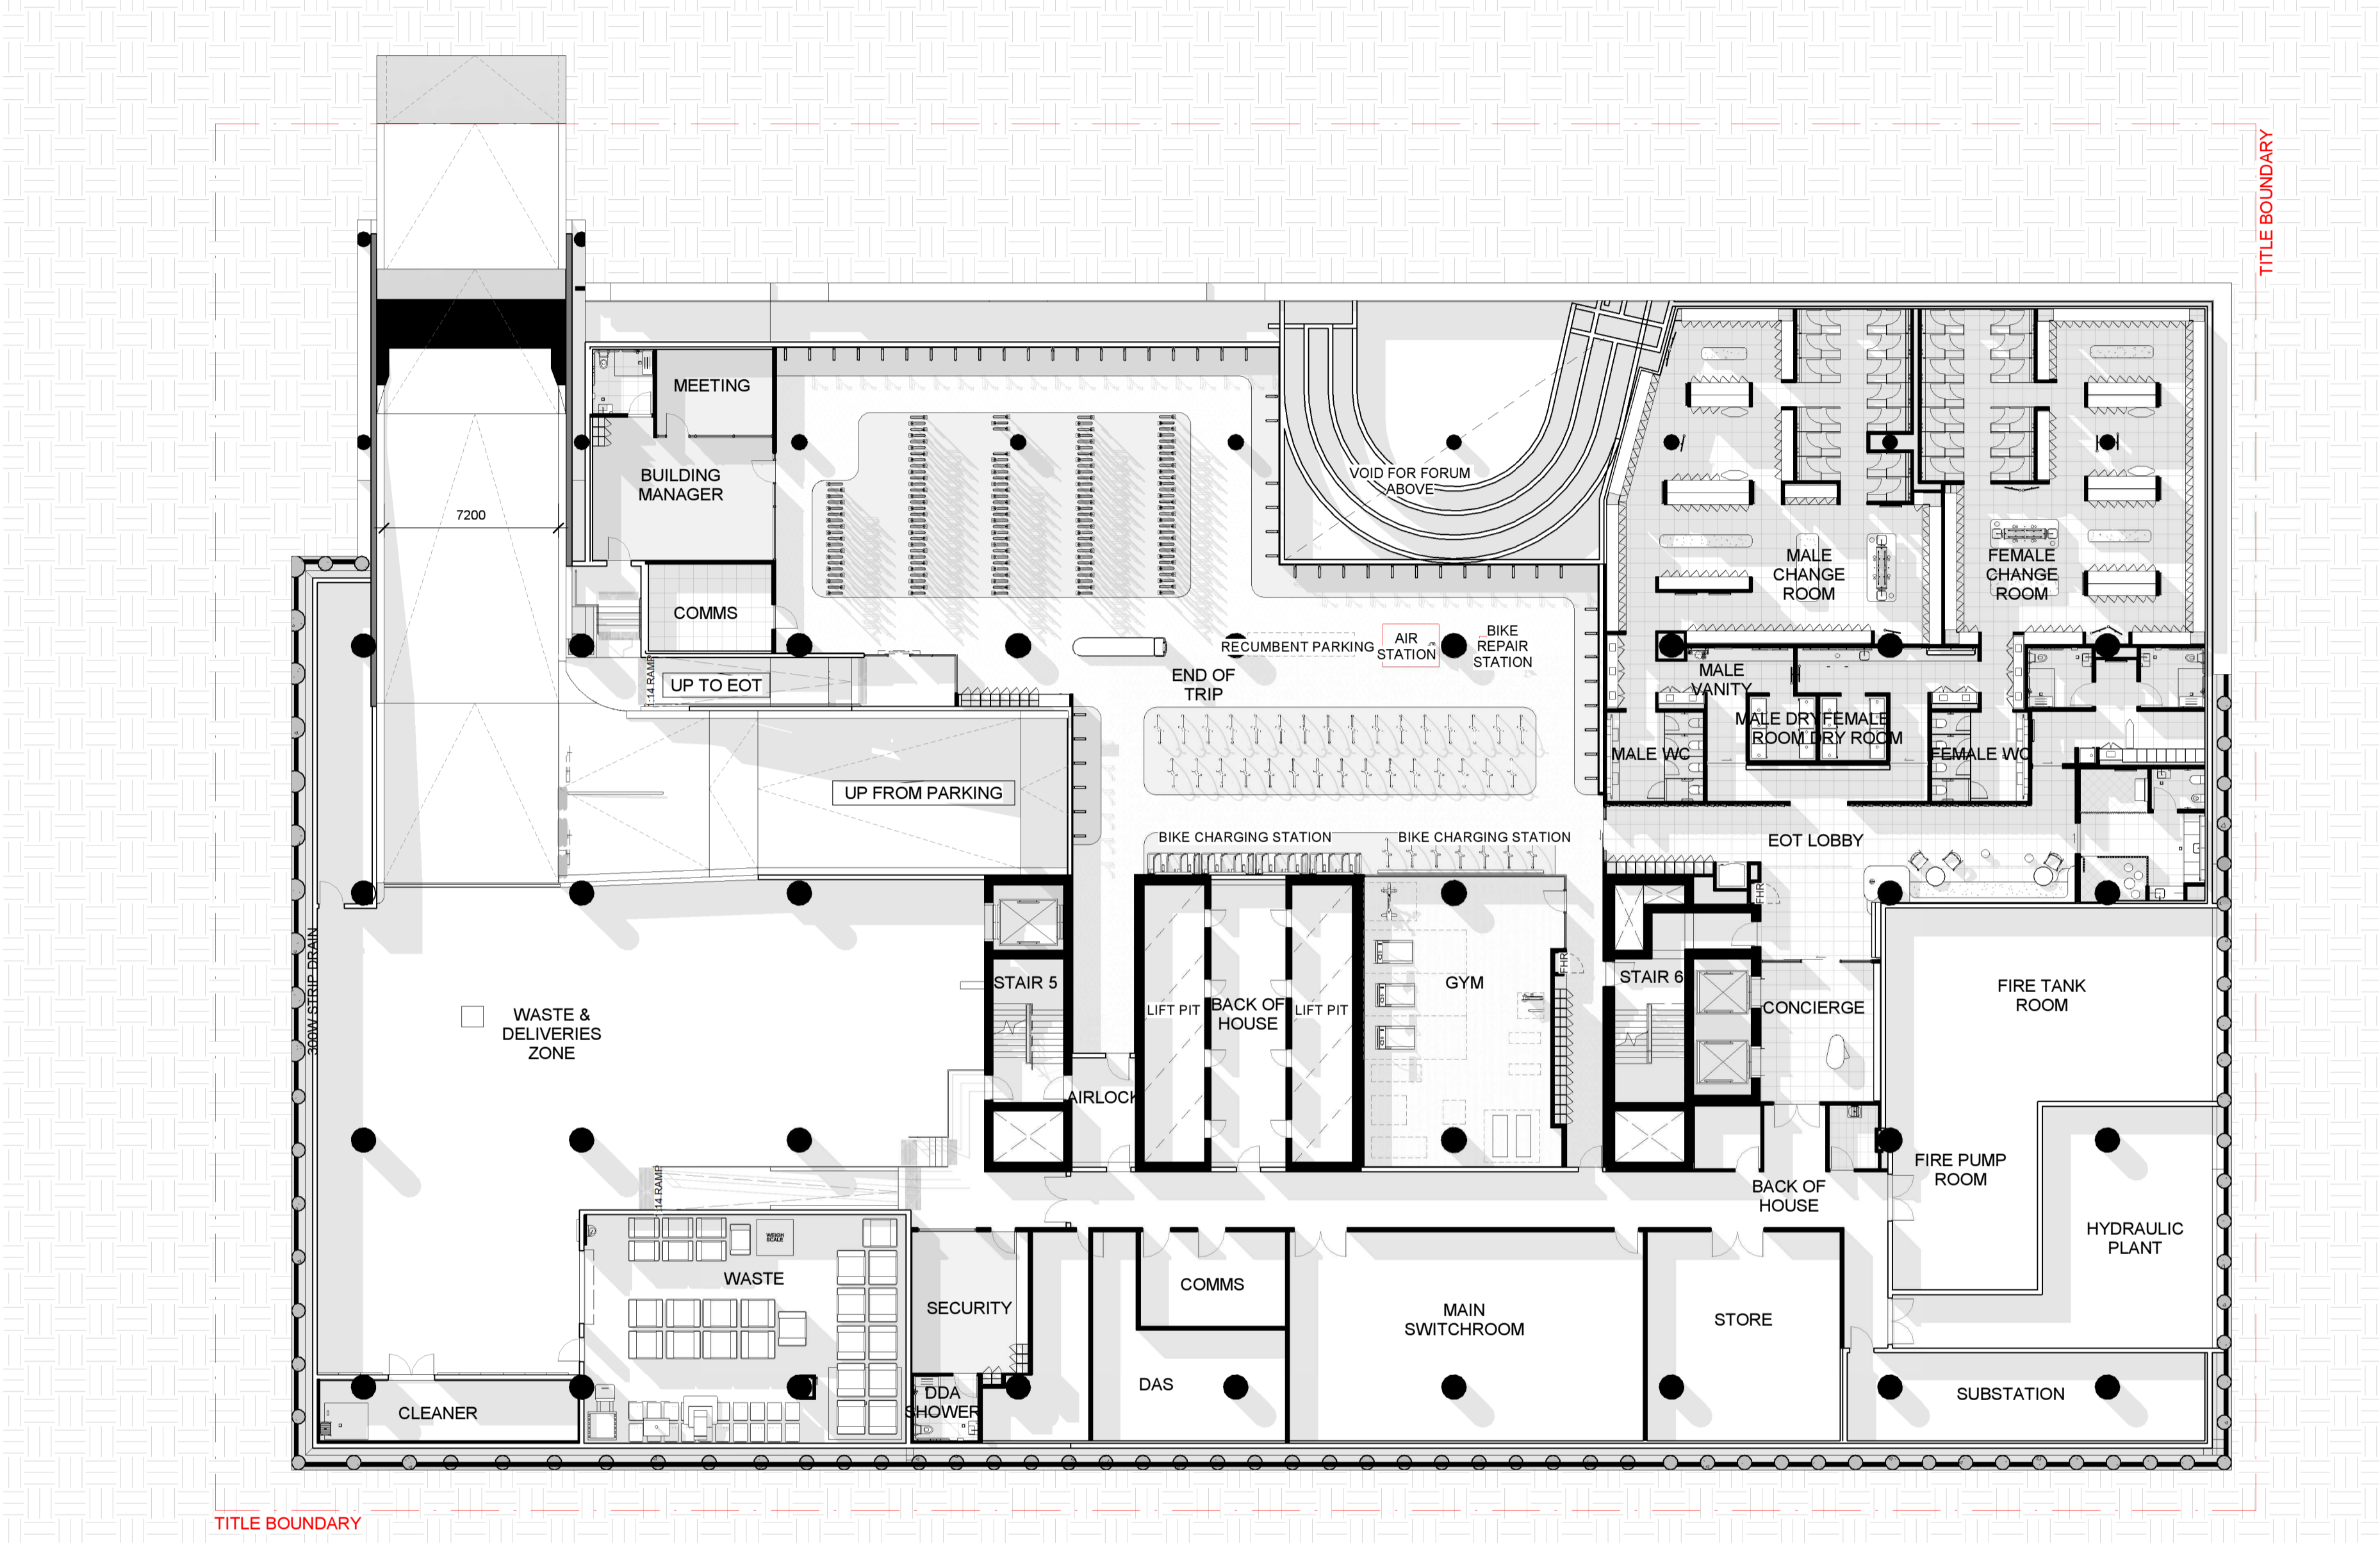 TITLE BOUNDARY
MEETING
BUILDING
MANAGER
7200
VOID FOR FORUM
ABOVE
MALE
CHANGE
ROOM
FEMALE
CHANGE
ROOM
COMMS
RECUMBENT PARKING
AIR
STATION
BIKE
REPAIR
STATION
END OF
TRIP
1:14 RAMP
UP TO EOT
MALE
VANITY
MALE DRY
ROOM
FEMALE
DRY ROOM
MALE WC
FEMALE WC
UP FROM PARKING
BIKE CHARGING STATION
BIKE CHARGING STATION
EOT LOBBY
FHR
300W STRIP DRAIN
STAIR 5
LIFT PIT
BACK OF
HOUSE
LIFT PIT
GYM
FHR
STAIR 6
CONCIERGE
FIRE TANK
ROOM
WASTE &
DELIVERIES
ZONE
AIRLOCK
1:14 RAMP
FIRE PUMP
ROOM
BACK OF
HOUSE
HYDRAULIC
PLANT
WEIGH
SCALE
WASTE
SECURITY
COMMS
MAIN
SWITCHROOM
STORE
CLEANER
DDA
SHOWER
DAS
SUBSTATION
TITLE BOUNDARY